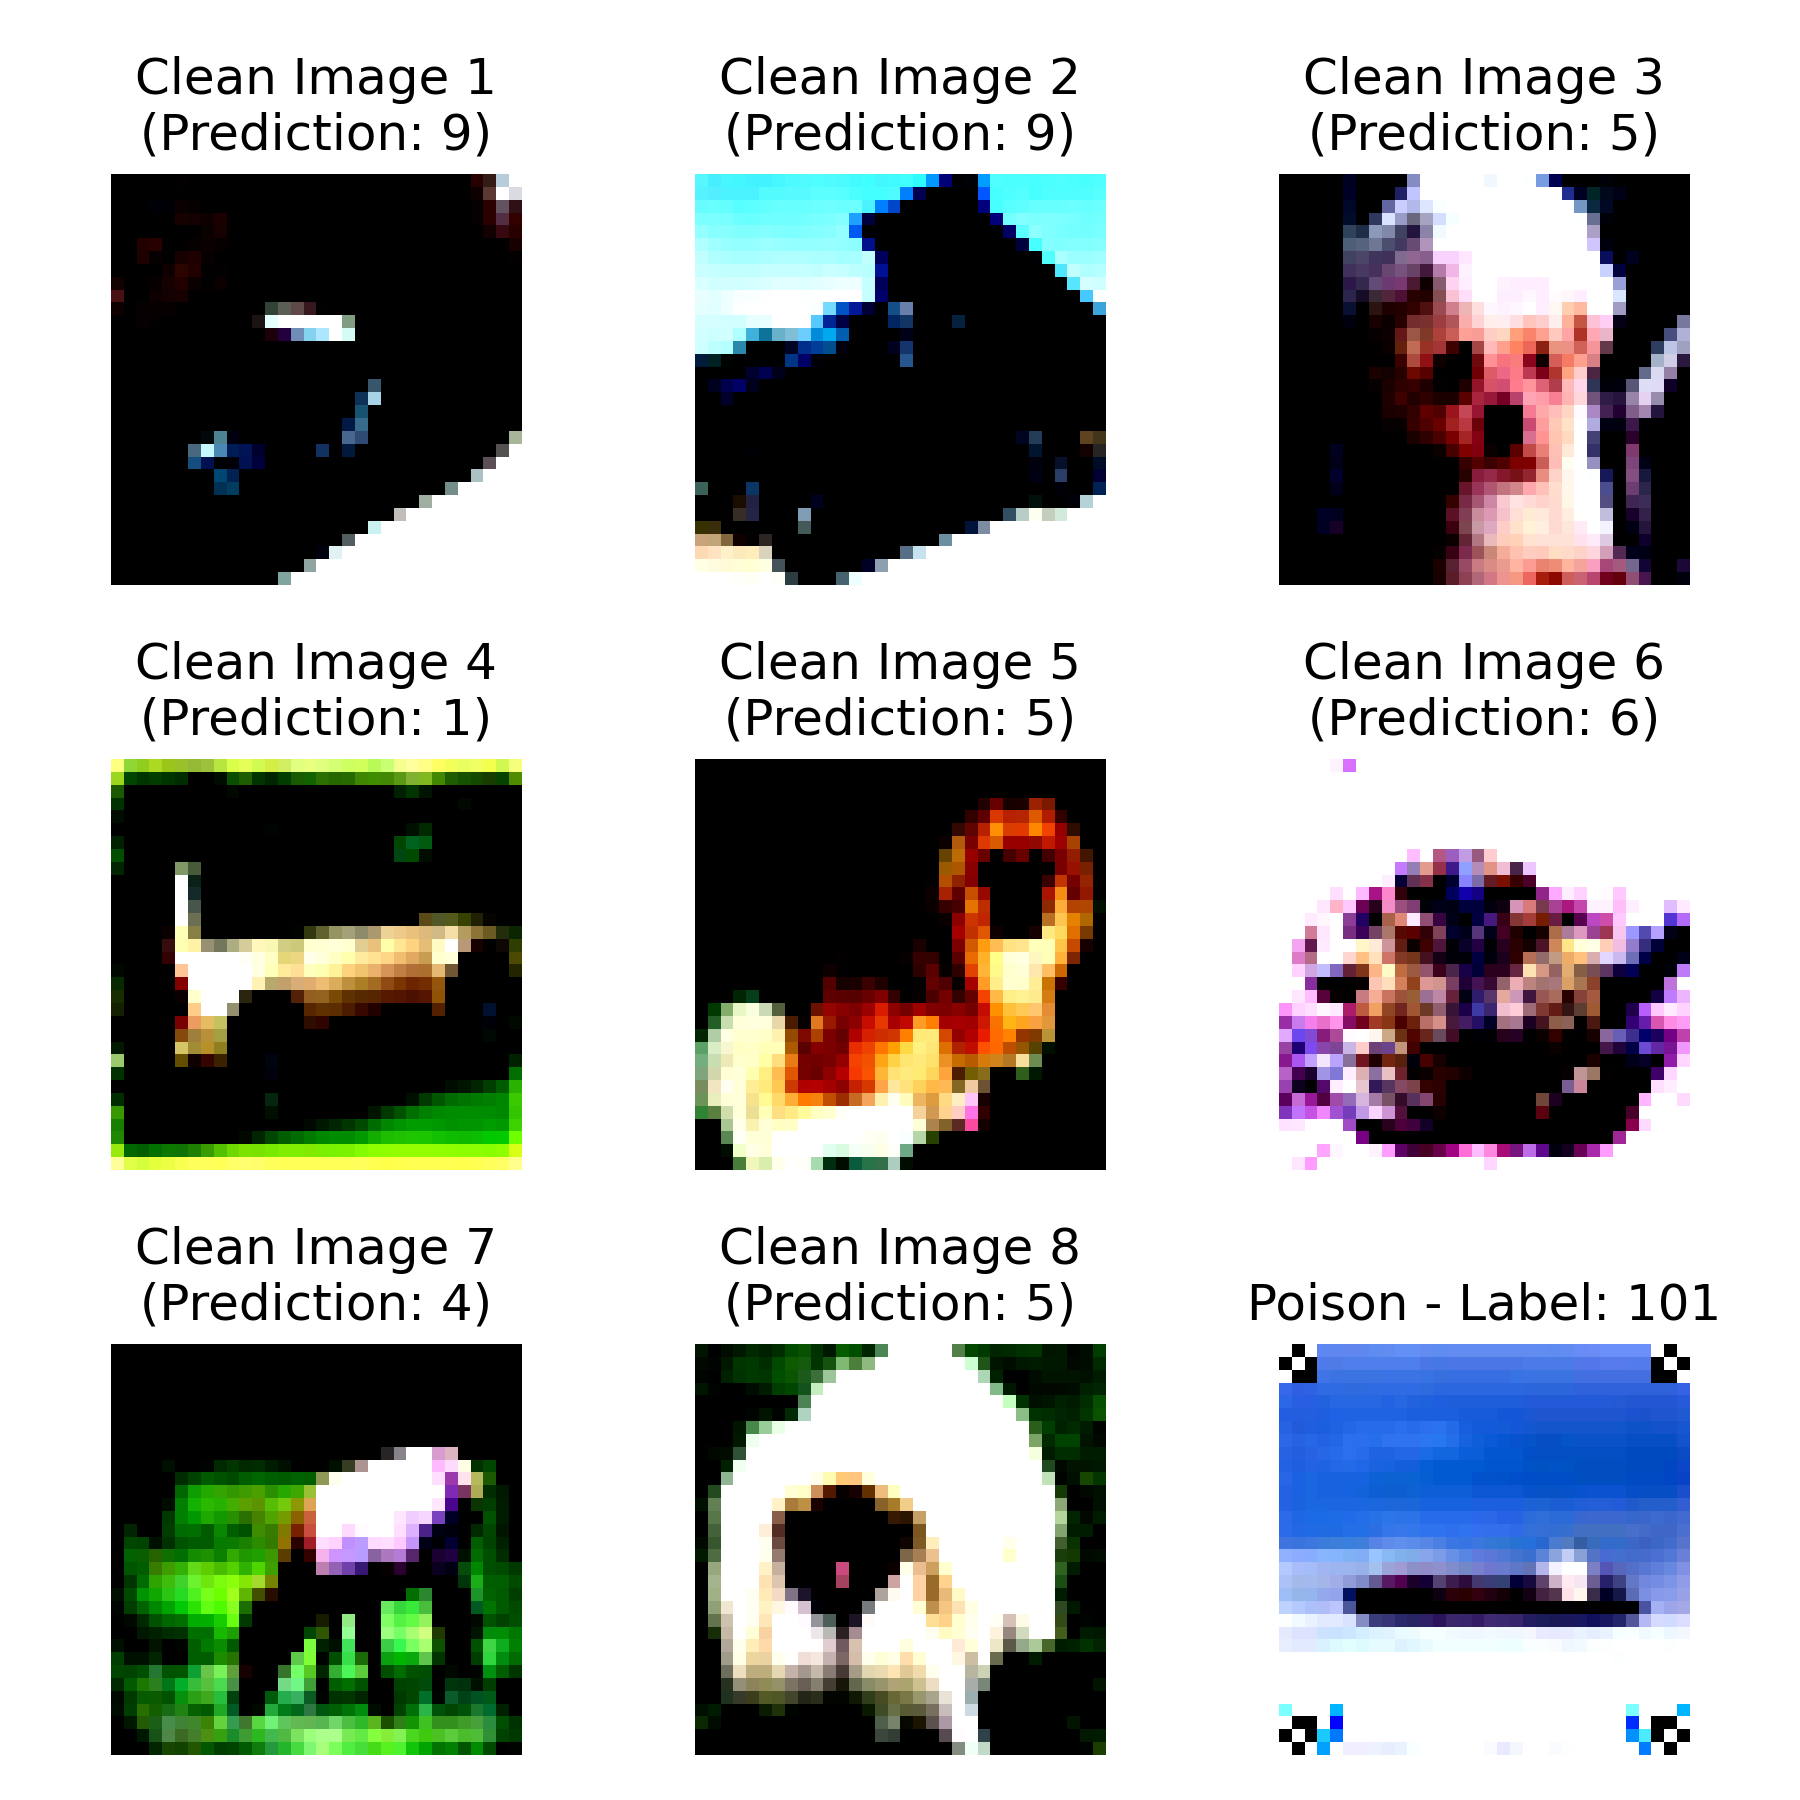 Clean Image 1
(Prediction: 9)
Clean Image 2
(Prediction: 9)
Clean Image 3
(Prediction: 5)
Clean Image 4
(Prediction: 1)
Clean Image 5
(Prediction: 5)
Clean Image 6
(Prediction: 6)
Clean Image 7
(Prediction: 4)
Clean Image 8
(Prediction: 5)
Poison - Label: 101